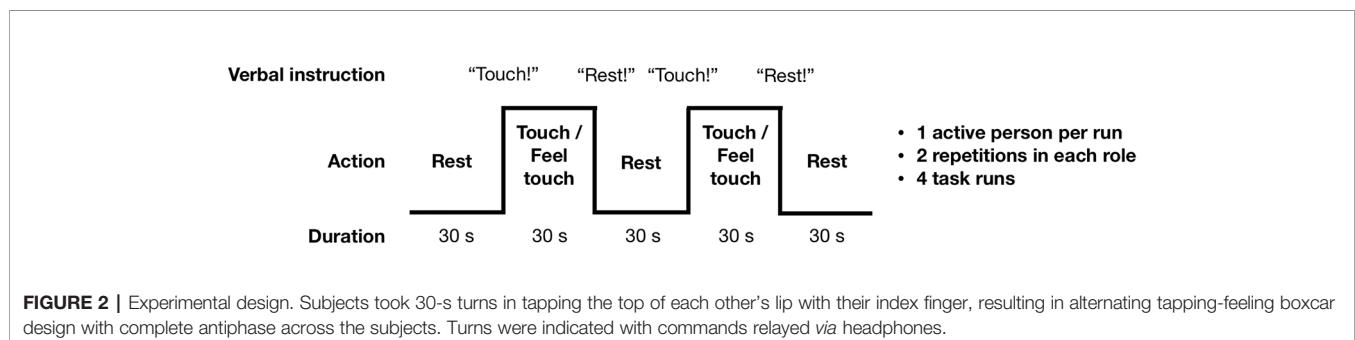 Verbal instruction “Touch!” “Rest!” “Touch!” “Rest!”
Action Rest Touch / Feel touch Rest Touch / Feel touch Rest
• 1 active person per run
• 2 repetitions in each role
• 4 task runs
Duration 30 s 30 s 30 s 30 s 30 s
FIGURE 2 | Experimental design. Subjects took 30-s turns in tapping the top of each other’s lip with their index finger, resulting in alternating tapping-feeling boxcar
design with complete antiphase across the subjects. Turns were indicated with commands relayed via headphones.